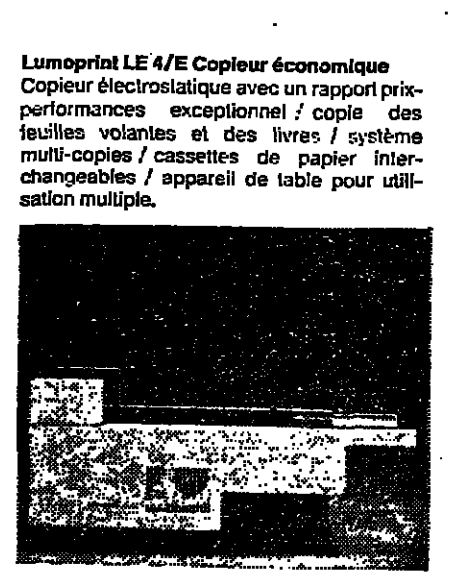 Lumoprint LE 4/E Copieur économique
Copieur électrostatique avec un rapport prix-
performances exceptionnel / copie des
feuilles volantes et des livres / système
multi-copies / cassettes de papier inter-
changeables / appareil de table pour utili-
sation multiple.